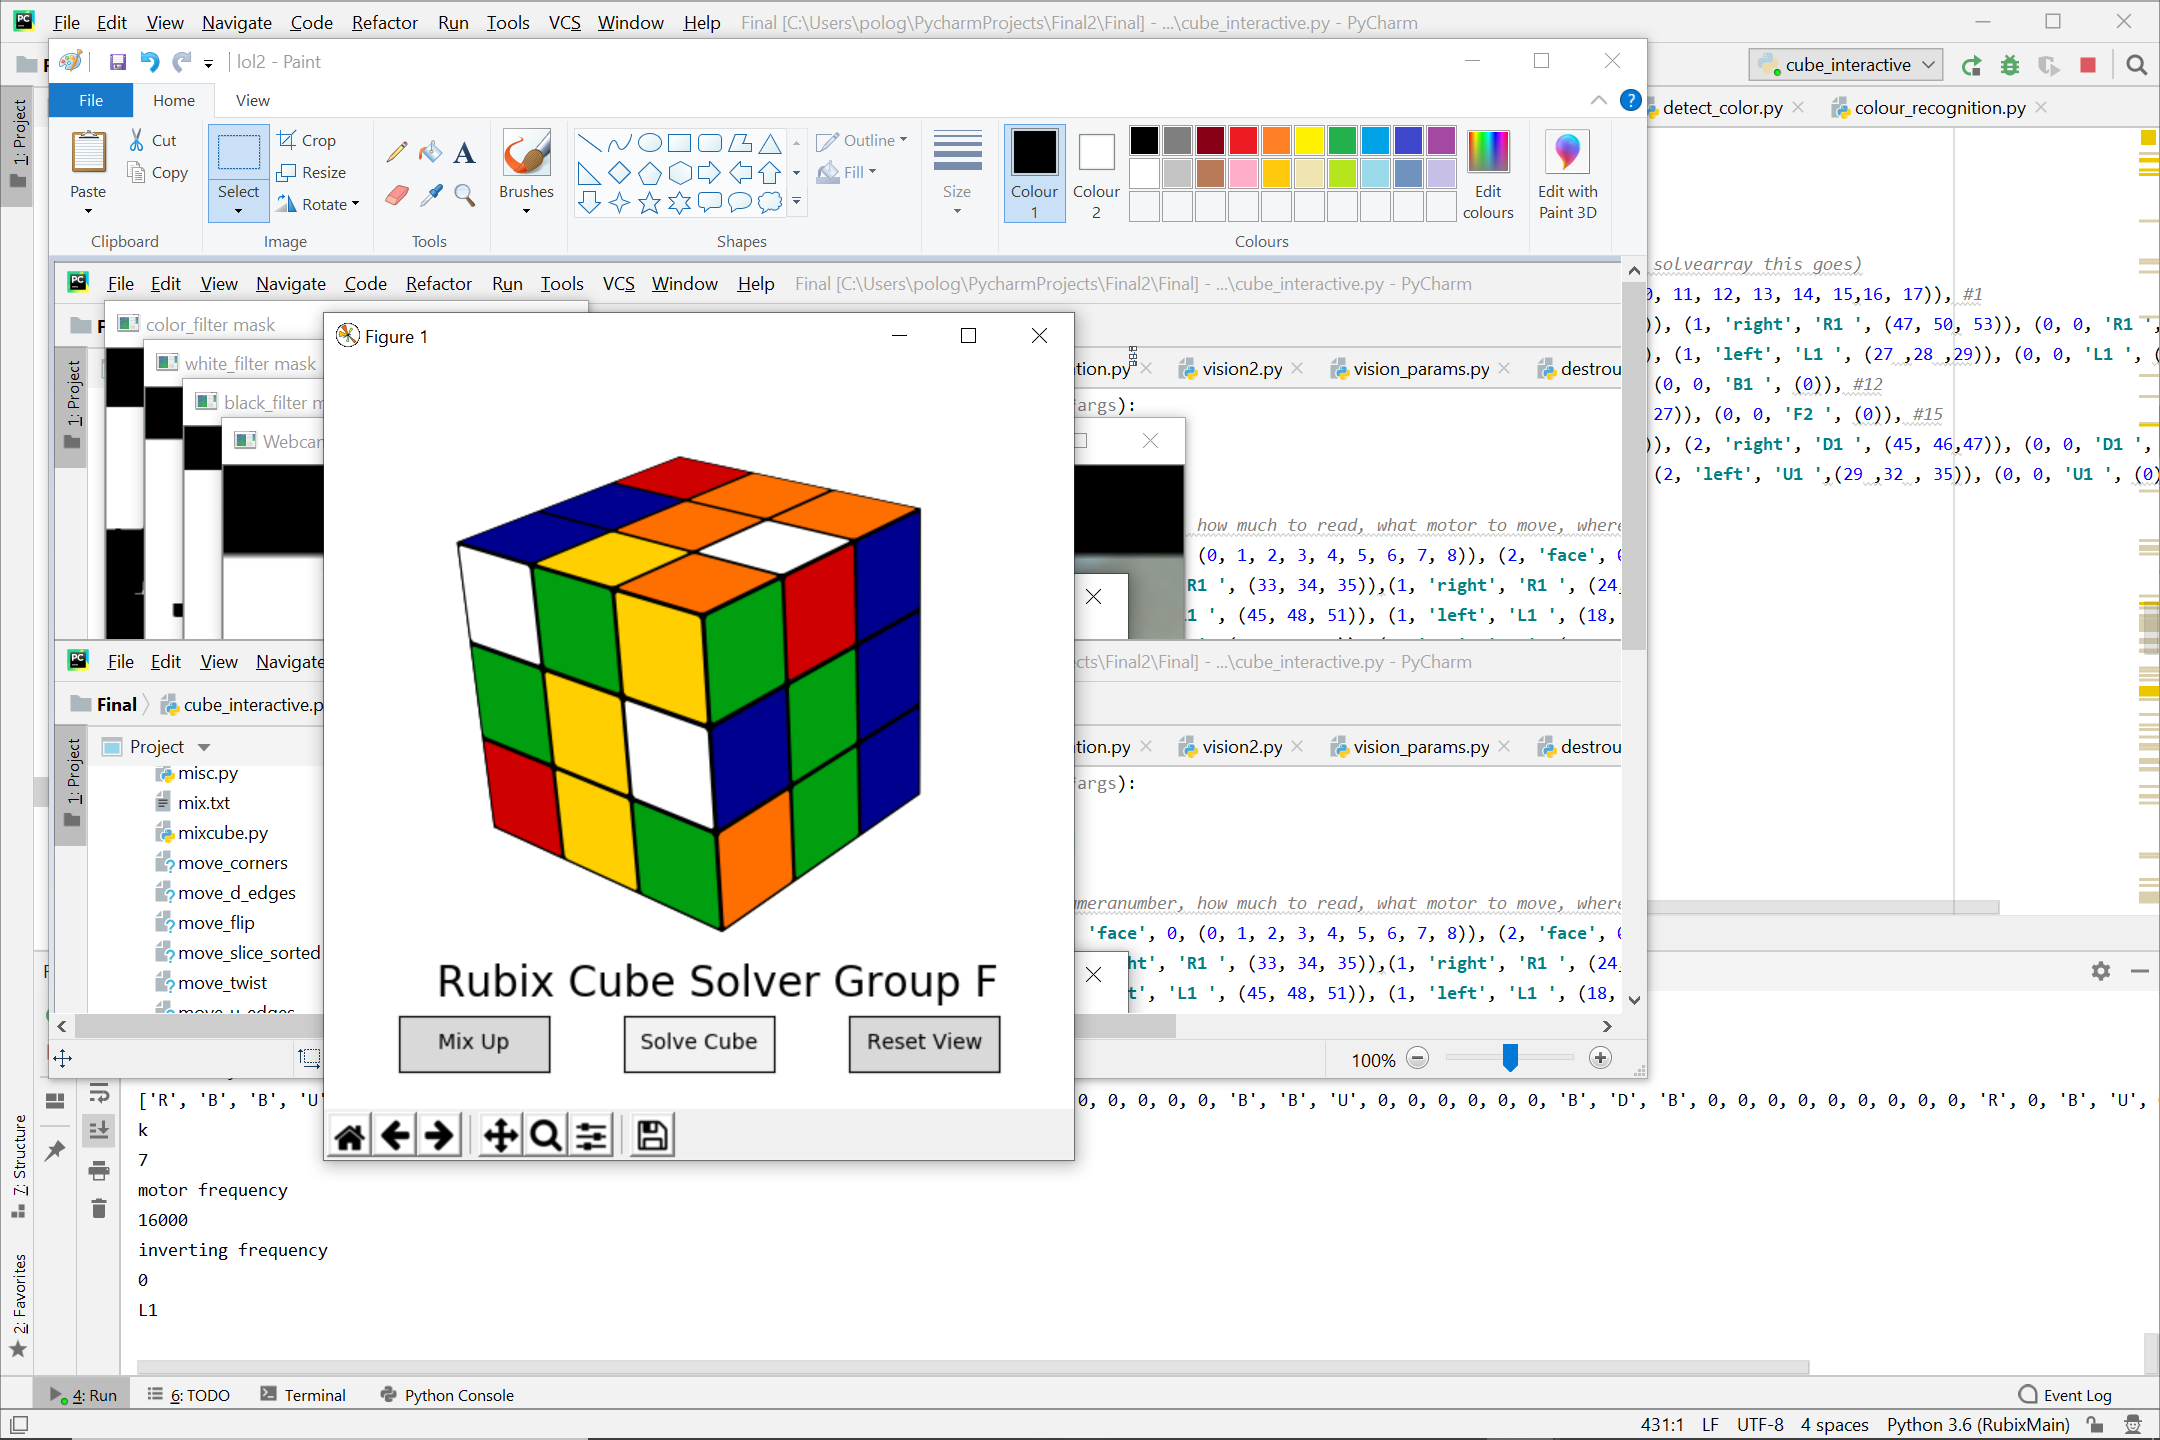 File Edit View Navigate Code Refactor Run Tools VCS Window Help Final [C:\Users\polog\PycharmProjects\Final2\Final] - ...\cube_interactive.py - PyCharm
lol2 - Paint
cube_interactive
File Home View
detect_color.py colour_recognition.py
1: Project
Paste
Cut
Copy
Clipboard
Select
Crop
Resize
Rotate
Image
Tools
Brushes
Shapes
Outline
Fill
Size
Colour 1
Colour 2
Edit colours
Edit with Paint 3D
Colours
solvearray this goes)
0, 11, 12, 13, 14, 15,16, 17)), #1
)), (1, 'right', 'R1 ', (47, 50, 53)), (0, 0, 'R1 ',
), (1, 'left', 'L1 ', (27 ,28 ,29)), (0, 0, 'L1 ', (
(0, 0, 'B1 ', (0)), #12
27)), (0, 0, 'F2 ', (0)), #15
)), (2, 'right', 'D1 ', (45, 46,47)), (0, 0, 'D1 ',
(2, 'left', 'U1 ',(29 ,32 , 35)), (0, 0, 'U1 ', (0)
File Edit View Navigate Code Refactor Run Tools VCS Window Help Final [C:\Users\polog\PycharmProjects\Final2\Final] - ...\cube_interactive.py - PyCharm
color_filter mask
white_filter mask
black_filter m
Webcam
Figure 1
1: Project
tion.py vision2.py vision_params.py destrou
args):
how much to read, what motor to move, where
(0, 1, 2, 3, 4, 5, 6, 7, 8)), (2, 'face', 0
R1 ', (33, 34, 35)),(1, 'right', 'R1 ', (24,
1 ', (45, 48, 51)), (1, 'left', 'L1 ', (18,
File Edit View Navigate
cts\Final2\Final] - ...\cube_interactive.py - PyCharm
Final cube_interactive.p
1: Project
Project
misc.py
mix.txt
mixcube.py
move_corners
move_d_edges
move_flip
move_slice_sorted
move_twist
move_u_edges
tion.py vision2.py vision_params.py destrou
args):
meranumber, how much to read, what motor to move, where
'face', 0, (0, 1, 2, 3, 4, 5, 6, 7, 8)), (2, 'face', 0
ht', 'R1 ', (33, 34, 35)),(1, 'right', 'R1 ', (24,
t', 'L1 ', (45, 48, 51)), (1, 'left', 'L1 ', (18,
Rubix Cube Solver Group F
Mix Up Solve Cube Reset View
100%
['R', 'B', 'B', 'U' 0, 0, 0, 0, 0, 'B', 'B', 'U', 0, 0, 0, 0, 0, 0, 'B', 'D', 'B', 0, 0, 0, 0, 0, 0, 0, 0, 0, 'R', 0, 'B', 'U',
k
7
motor frequency
16000
inverting frequency
0
L1
7: Structure
2: Favorites
4: Run 6: TODO Terminal Python Console Event Log
431:1 LF UTF-8 4 spaces Python 3.6 (RubixMain)